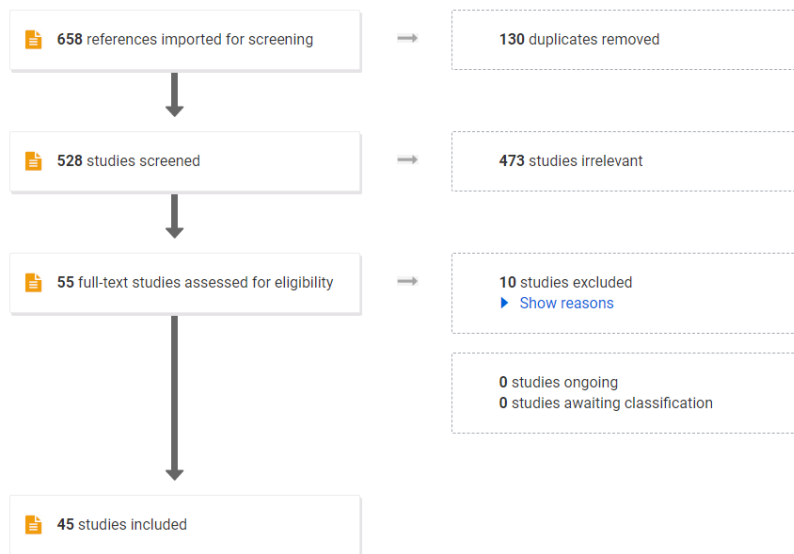 658 references imported for screening
130 duplicates removed
528 studies screened
473 studies irrelevant
55 full-text studies assessed for eligibility
10 studies excluded
Show reasons
0 studies ongoing
0 studies awaiting classification
45 studies included